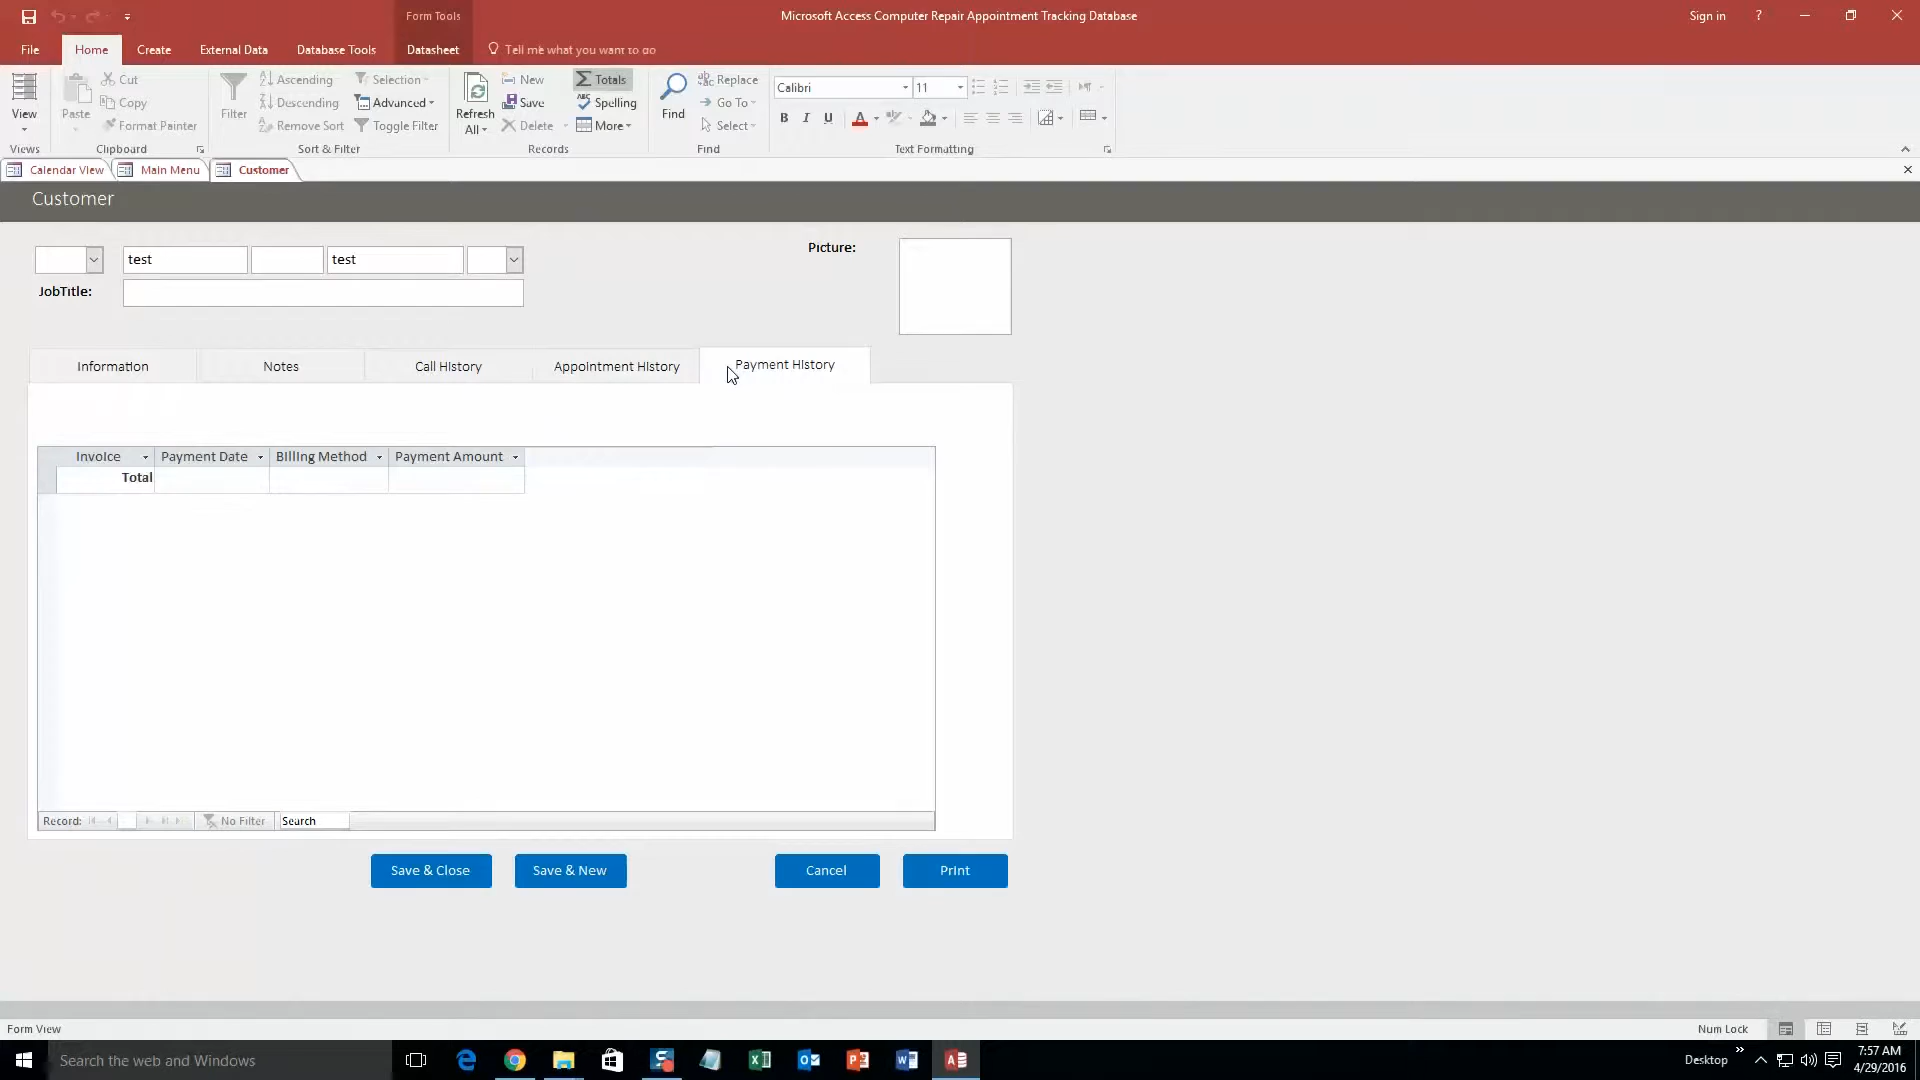 Form Tools
Microsoft Access Computer Repair Appointment Tracking Database
Sign in
?
File
Home
Create
External Data
Database Tools
Datasheet
Tell me what you want to do
View
Paste
Cut
Copy
Format Painter
Filter
Ascending
Descending
Remove Sort
Selection
Advanced
Toggle Filter
Refresh
All
New
Save
Delete
Totals
Spelling
More
Find
Replace
Go To
Select
Calibri
11
B I U
Views
Clipboard
Sort & Filter
Records
Find
Text Formatting
Calendar View
Main Menu
Customer
Customer
test
test
Picture:
JobTitle:
Information
Notes
Call History
Appointment History
Payment History
Invoice
Payment Date
Billing Method
Payment Amount
Total
Record:
No Filter
Search
Save & Close
Save & New
Cancel
Print
Form View
Num Lock
Search the web and Windows
Desktop
7:57 AM
4/29/2016